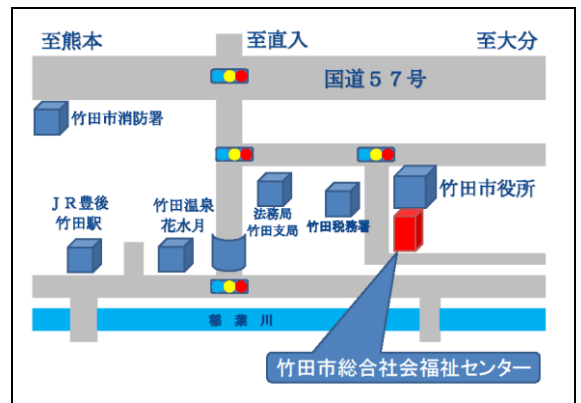 至熊本
至直入
至大分
国道５７号
竹田市消防署
ＪＲ豊後
竹田駅
竹田温泉
花水月
法務局
竹田支局
竹田税務署
竹田市役所
稲葉川
竹田市総合社会福祉センター